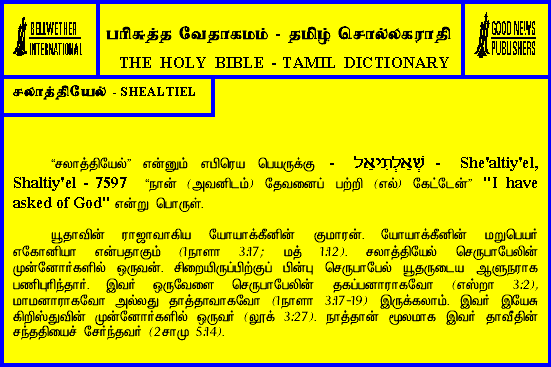 BELLWETHER
INTERNATIONAL
பரிசுத்த வேதாகமம் - தமிழ் சொல்லகராதி
THE HOLY BIBLE - TAMIL DICTIONARY
GOOD NEWS
PUBLISHERS
சலாத்தியேல் - SHEALTIEL
“சலாத்தியேல்” என்னும் எபிரெய பெயருக்கு - שְׁאַלְתִּיאֵל - She'altiy'el,
Shaltiy'el - 7597 “நான் (அவனிடம்) தேவனைப் பற்றி (எல்) கேட்டேன்” "I have
asked of God" என்று பொருள்.
யூதாவின் ராஜாவாகிய யோயாக்கீனின் குமாரன். யோயாக்கீனின் மறுபெயர்
எகோனியா என்பதாகும் (1நாளா 3:17; மத் 1:12). சலாத்தியேல் செருபாபேலின்
முன்னோர்களில் ஒருவன். சிறையிருப்பிற்குப் பின்பு செருபாபேல் யூதருடைய ஆளுநராக
பணிபுரிந்தார். இவர் ஒருவேளை செருபாபேலின் தகப்பனாராகவோ (எஸ்றா 3:2),
மாமனாராகவோ அல்லது தாத்தாவாகவோ (1நாளா 3:17-19) இருக்கலாம். இவர் இயேசு
கிறிஸ்துவின் முன்னோர்களில் ஒருவர் (லூக் 3:27). நாத்தான் மூலமாக இவர் தாவீதின்
சந்ததியைச் சேர்ந்தவர் (2சாமு 5:14).